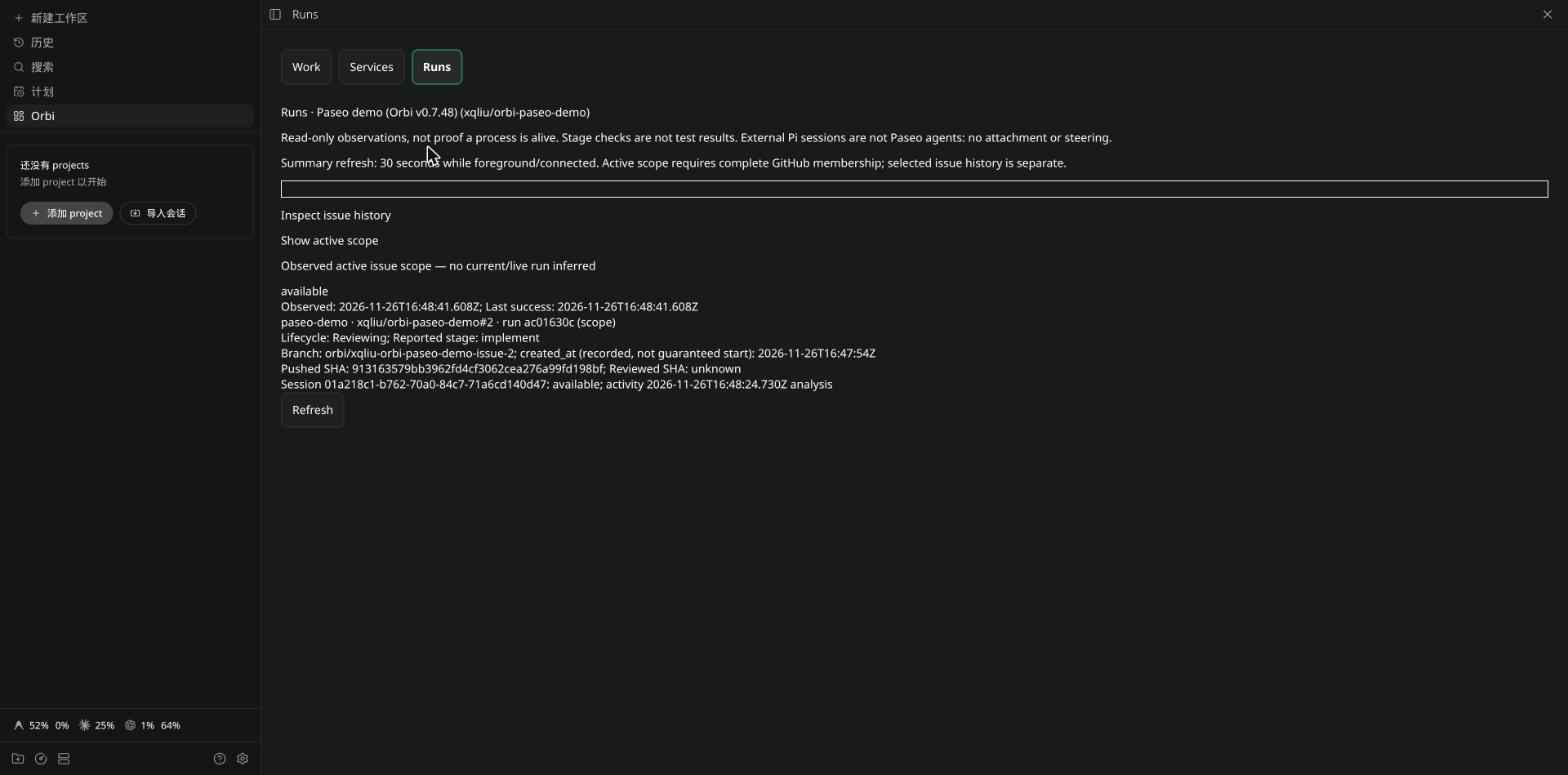 新建工作区
历史
搜索
计划
Orbi
还没有 projects
添加 project 以开始
添加 project
导入会话
52% 0% 25% 1% 64%
Runs
Work
Services
Runs
Runs · Paseo demo (Orbi v0.7.48) (xqliu/orbi-paseo-demo)
Read-only observations, not proof a process is alive. Stage checks are not test results. External Pi sessions are not Paseo agents: no attachment or steering.
Summary refresh: 30 seconds while foreground/connected. Active scope requires complete GitHub membership; selected issue history is separate.
Inspect issue history
Show active scope
Observed active issue scope — no current/live run inferred
available
Observed: 2026-11-26T16:48:41.608Z; Last success: 2026-11-26T16:48:41.608Z
paseo-demo · xqliu/orbi-paseo-demo#2 · run ac01630c (scope)
Lifecycle: Reviewing; Reported stage: implement
Branch: orbi/xqliu-orbi-paseo-demo-issue-2; created_at (recorded, not guaranteed start): 2026-11-26T16:47:54Z
Pushed SHA: 913163579bb3962fd4cf3062cea276a99fd198bf; Reviewed SHA: unknown
Session 01a218c1-b762-70a0-84c7-71a6cd140d47: available; activity 2026-11-26T16:48:24.730Z analysis
Refresh